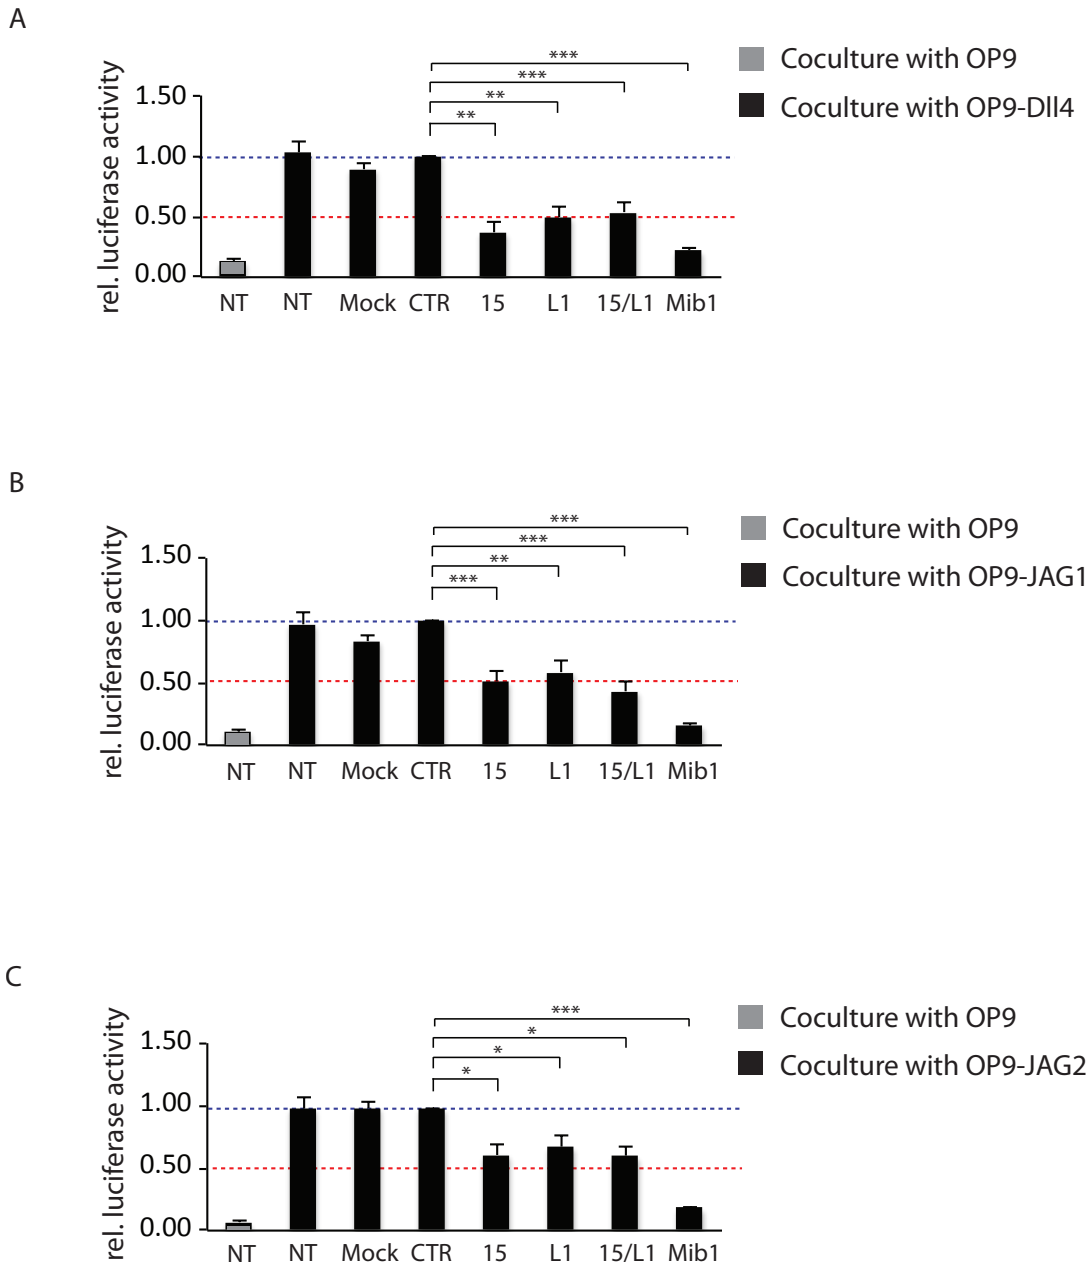 A
***
***
**
**
Coculture with OP9
Coculture with OP9-Dll4
rel. luciferase activity
1.50
1.00
0.50
0.00
NT NT Mock CTR 15 L1 15/L1 Mib1
B
***
***
**
***
Coculture with OP9
Coculture with OP9-JAG1
rel. luciferase activity
1.50
1.00
0.50
0.00
NT NT Mock CTR 15 L1 15/L1 Mib1
C
***
*
*
*
Coculture with OP9
Coculture with OP9-JAG2
rel. luciferase activity
1.50
1.00
0.50
0.00
NT NT Mock CTR 15 L1 15/L1 Mib1